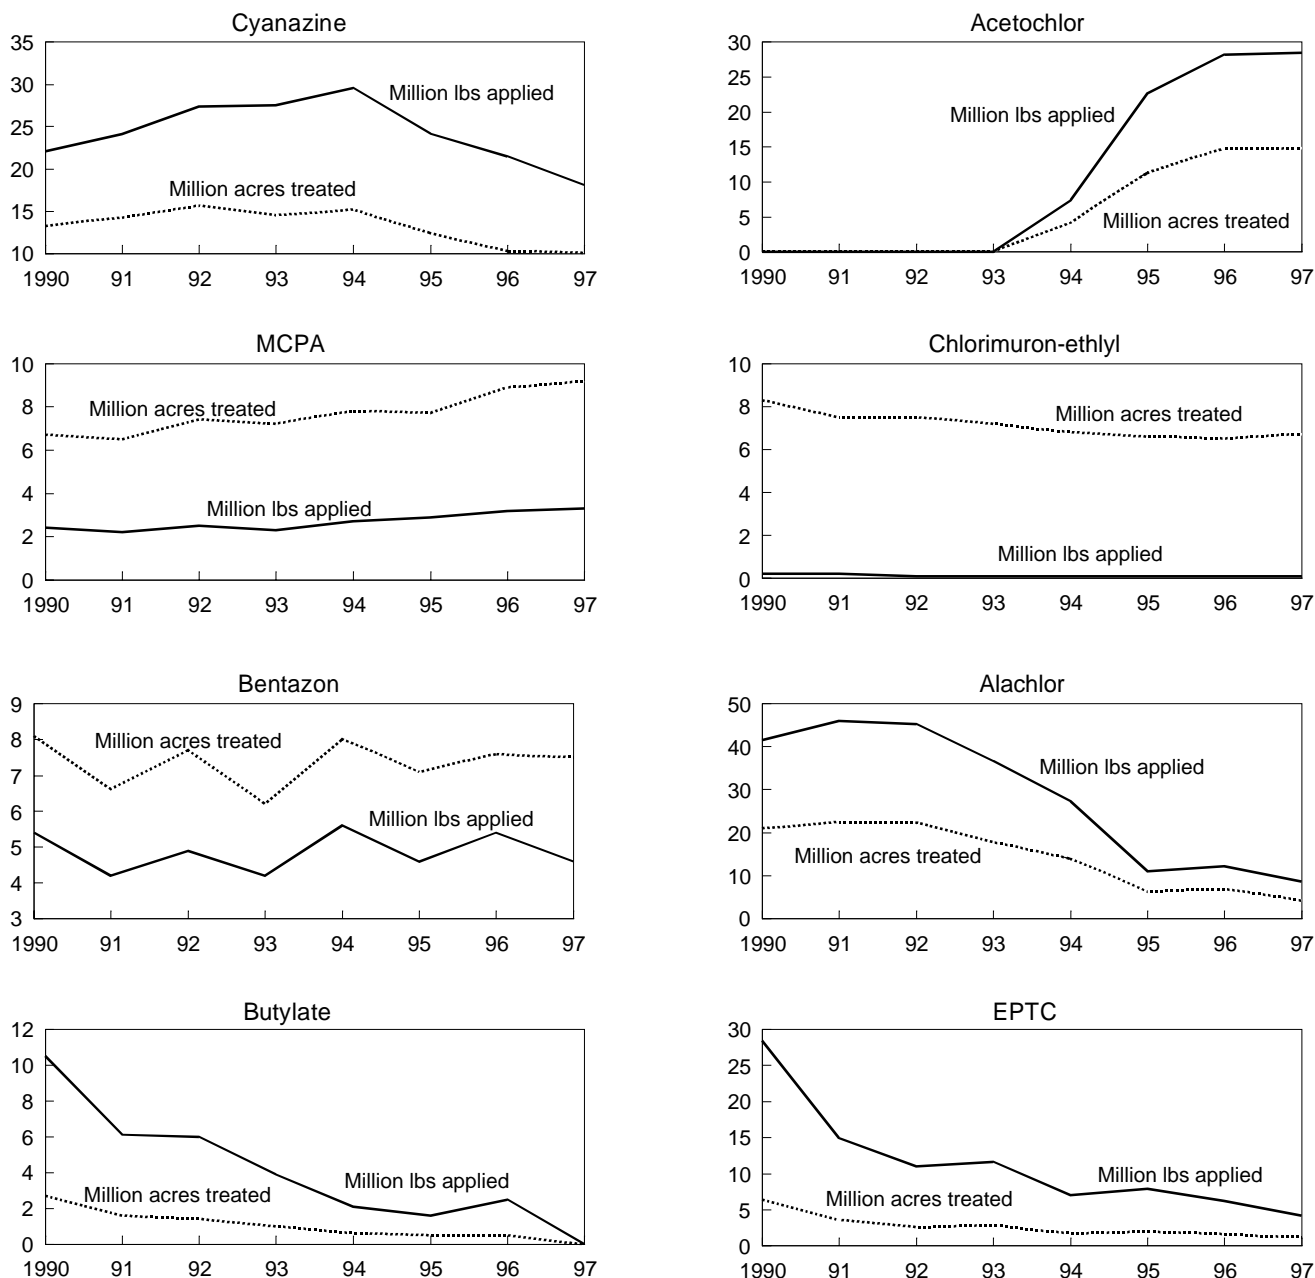 Cyanazine
35
30
25
20
15
10
Million lbs applied
Million acres treated
1990 91 92 93 94 95 96 97
Acetochlor
30
25
20
15
10
5
0
Million lbs applied
Million acres treated
1990 91 92 93 94 95 96 97
MCPA
10
8
6
4
2
0
Million acres treated
Million lbs applied
1990 91 92 93 94 95 96 97
Chlorimuron-ethlyl
10
8
6
4
2
0
Million acres treated
Million lbs applied
1990 91 92 93 94 95 96 97
Bentazon
9
8
7
6
5
4
3
Million acres treated
Million lbs applied
1990 91 92 93 94 95 96 97
Alachlor
50
40
30
20
10
0
Million lbs applied
Million acres treated
1990 91 92 93 94 95 96 97
Butylate
12
10
8
6
4
2
0
Million lbs applied
Million acres treated
1990 91 92 93 94 95 96 97
EPTC
30
25
20
15
10
5
0
Million lbs applied
Million acres treated
1990 91 92 93 94 95 96 97